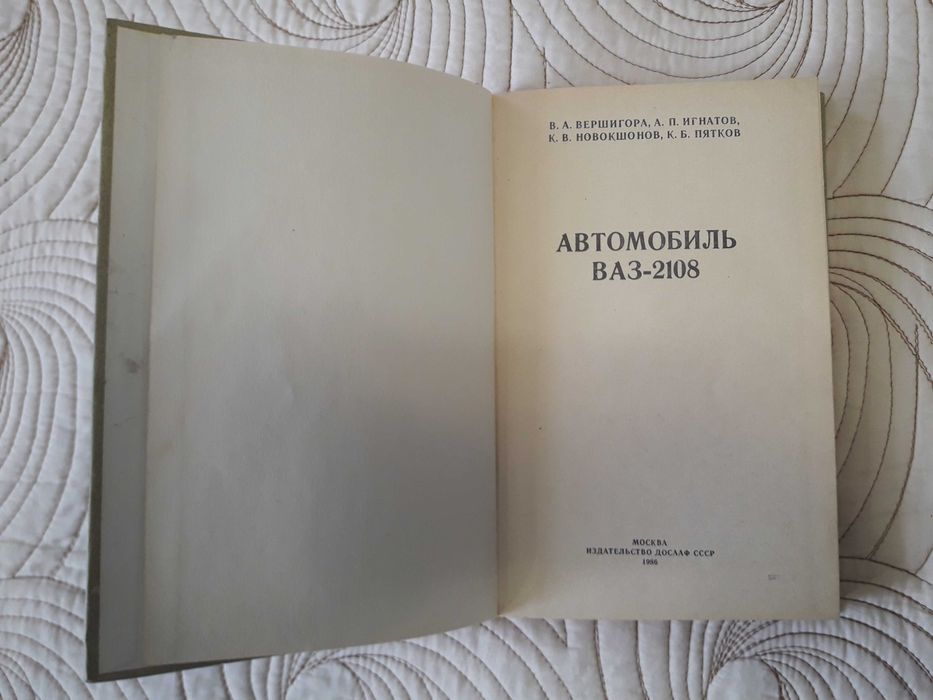 В. А. ВЕРШИГОРА, А. П. ИГНАТОВ,
К. В. НОВОКШОНОВ, К. Б. ПЯТКОВ
АВТОМОБИЛЬ
ВАЗ-2108
МОСКВА
ИЗДАТЕЛЬСТВО ДОСААФ СССР
1986